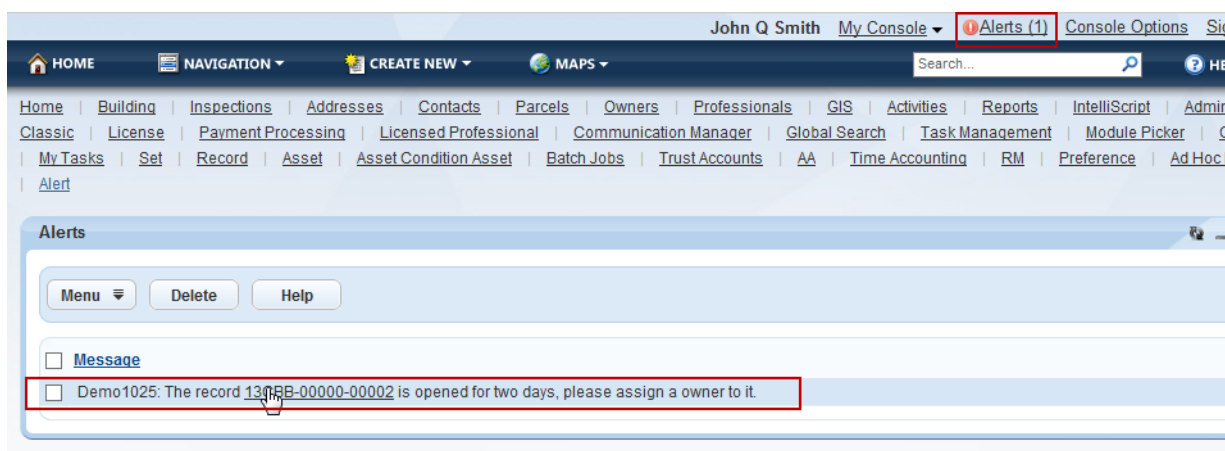 John Q Smith My Console Alerts (1) Console Options
HOME NAVIGATION CREATE NEW MAPS Search...
Home | Building | Inspections | Addresses | Contacts | Parcels | Owners | Professionals | GIS | Activities | Reports | IntelliScript |
Classic | License | Payment Processing | Licensed Professional | Communication Manager | Global Search | Task Management | Module Picker |
| My Tasks | Set | Record | Asset | Asset Condition Asset | Batch Jobs | Trust Accounts | AA | Time Accounting | RM | Preference | Ad Hoc
| Alert
Alerts
Menu Delete Help
Message
Demo1025: The record is opened for two days, please assign a owner to it.